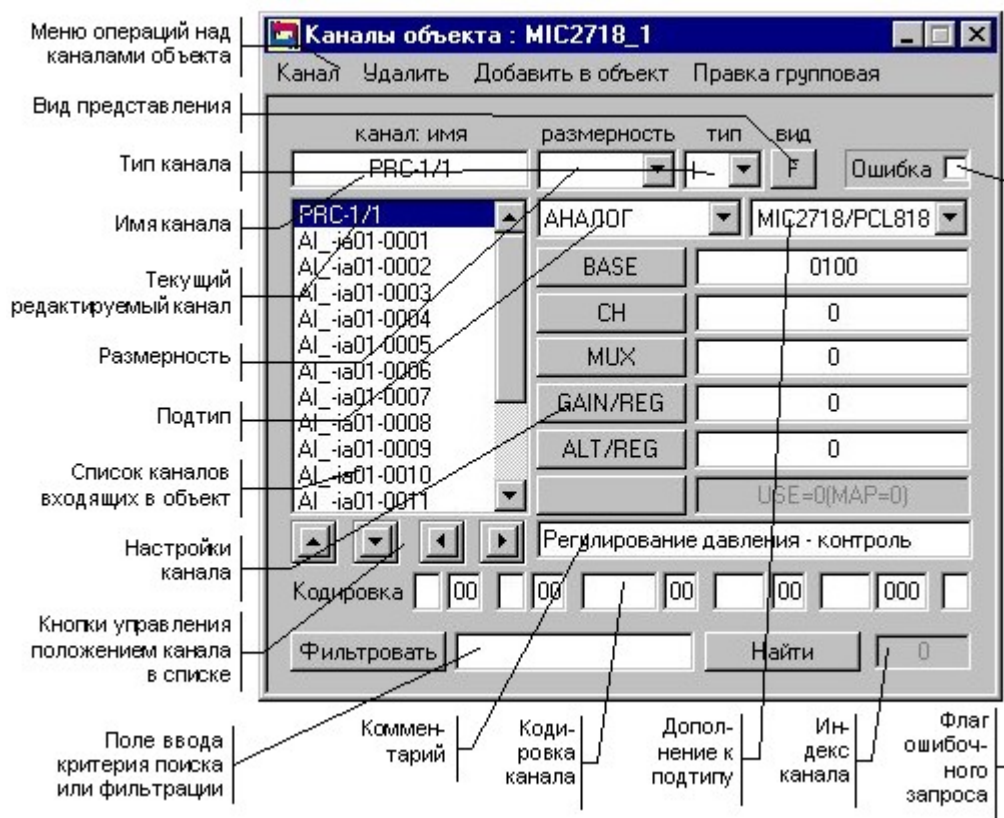 Меню операций над
каналами объекта
Каналы объекта : MIC2718_1
Канал Удалить Добавить в объект Правка групповая
Вид представления
канал: имя размерность тип вид
Тип канала
PRC-1/1 I F Ошибка
Имя канала
PRC-1/1
АНАЛОГ MIC2718/PCL818
AI_-ia01-0001
AI_-ia01-0002
BASE 0100
Текущий
редактируемый канал
AI_-ia01-0003
AI_-ia01-0004
CH 0
Размерность
AI_-ia01-0005
AI_-ia01-0006
MUX 0
Подтип
AI_-ia01-0007
AI_-ia01-0008
GAIN/REG 0
AI_-ia01-0009
ALT/REG 0
Список каналов
входящих в объект
AI_-ia01-0010
AI_-ia01-0011
USE=0(MAP=0)
Настройки
канала
Регулирование давления - контроль
Кодировка 00 00 00 00 000
Кнопки управления
положением канала
в списке
Фильтровать Найти 0
Поле ввода
критерия поиска
или фильтрации
Коммен-
тарий
Коди-
ровка
канала
Допол-
нение к
подтипу
Ин-
декс
канала
Флаг
ошибоч-
ного
запроса